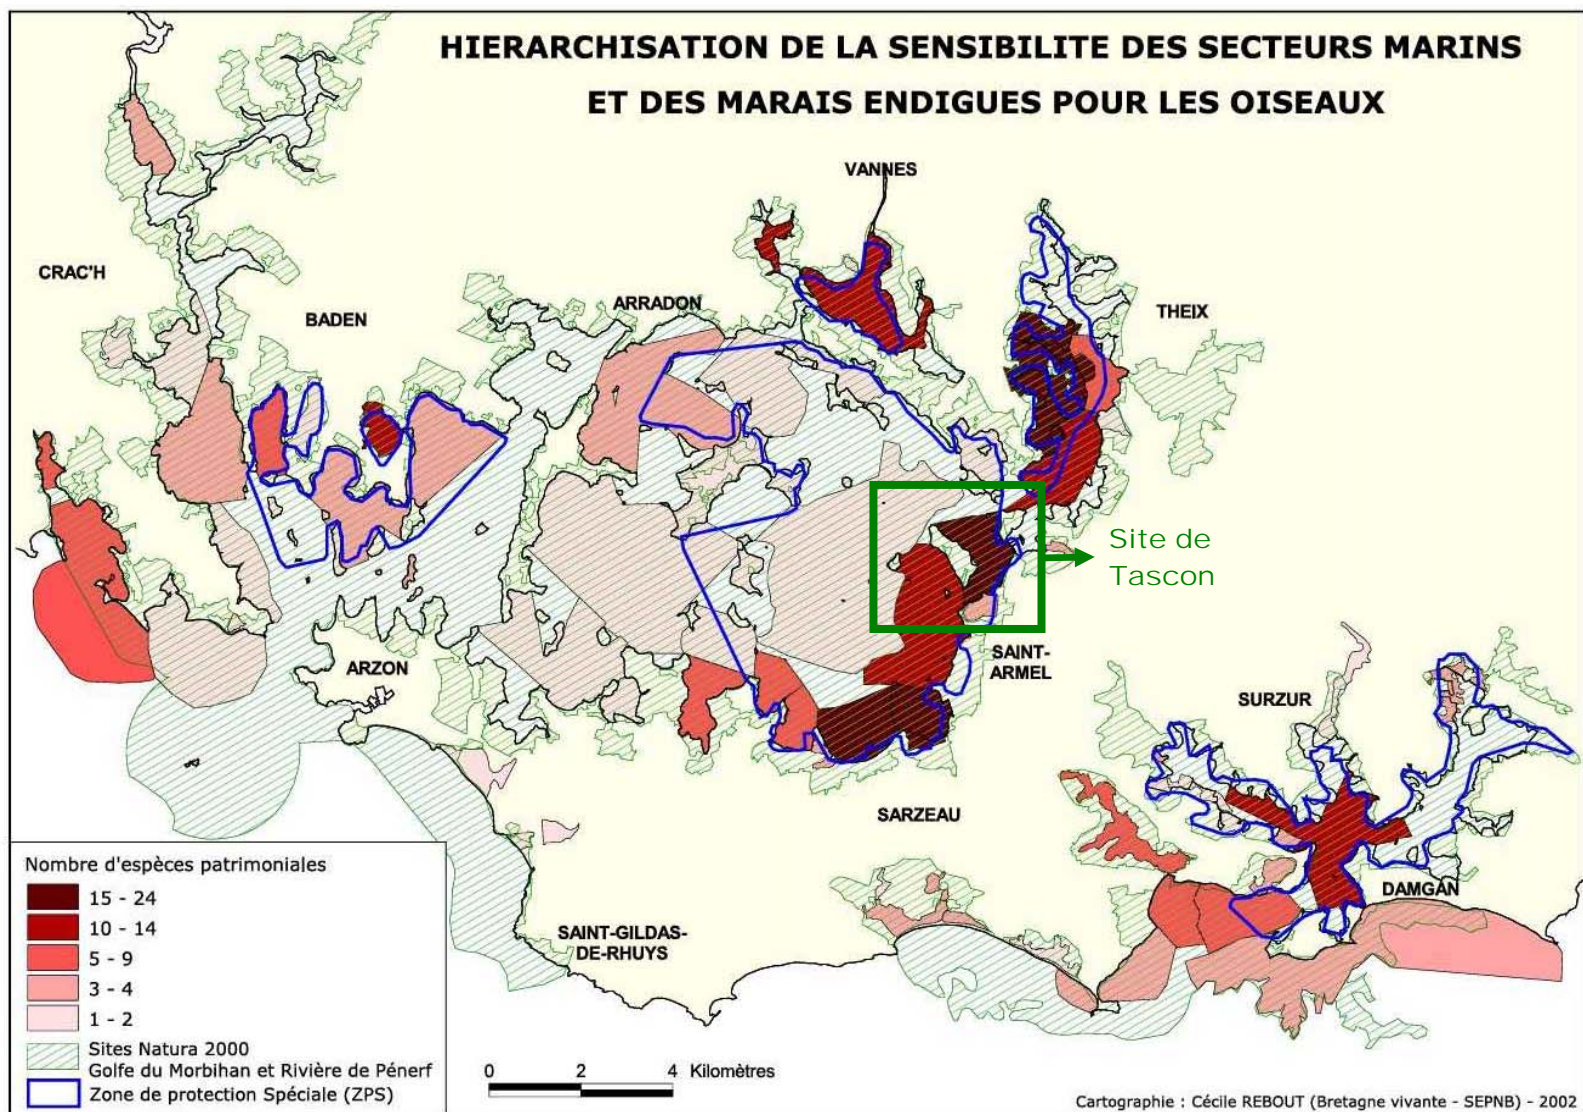 HIERARCHISATION DE LA SENSIBILITE DES SECTEURS MARINS
ET DES MARAIS ENDIGUES POUR LES OISEAUX
VANNES
CRAC'H
ARRADON
THEIX
BADEN
Site de
Tascon
SAINT-
ARMEL
ARZON
SURZUR
SARZEAU
DAMGAN
SAINT-GILDAS-
DE-RHUYS
Nombre d'espèces patrimoniales
15 - 24
10 - 14
5 - 9
3 - 4
1 - 2
Sites Natura 2000
Golfe du Morbihan et Rivière de Pénerf
Zone de protection Spéciale (ZPS)
0 2 4 Kilomètres
Cartographie : Cécile REBOUT (Bretagne vivante - SEPNB) - 2002